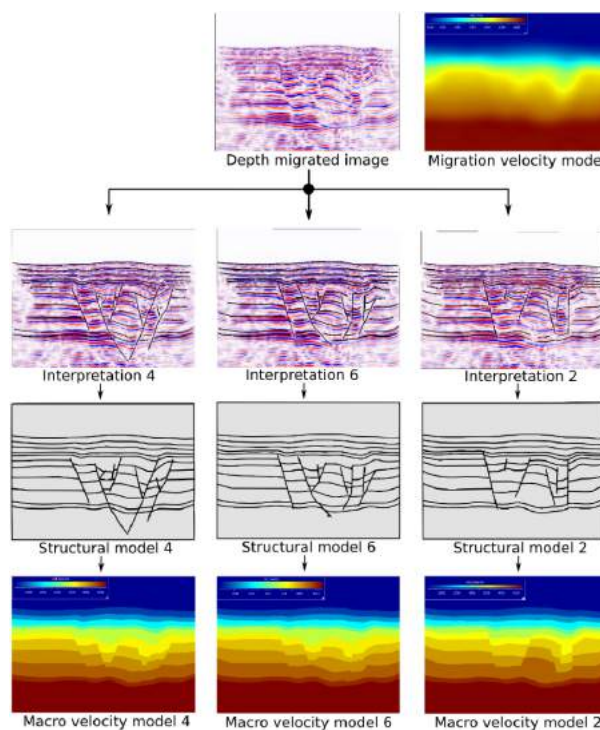 Depth migrated image
Migration velocity model
Interpretation 4
Interpretation 6
Interpretation 2
Structural model 4
Structural model 6
Structural model 2
Macro velocity model 4
Macro velocity model 6
Macro velocity model 2